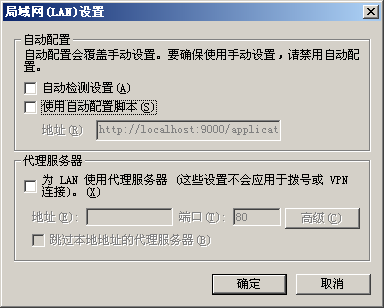 局域网(LAN)设置
自动配置
自动配置会覆盖手动设置。要确保使用手动设置，请禁用自动配
置。
自动检测设置(A)
使用自动配置脚本(S)
地址(R) http://localhost:9000/applicat
代理服务器
为 LAN 使用代理服务器 (这些设置不会应用于拨号或 VPN
连接)。(X)
地址(E): 端口(T): 80 高级(C)
跳过本地地址的代理服务器(B)
确定 取消